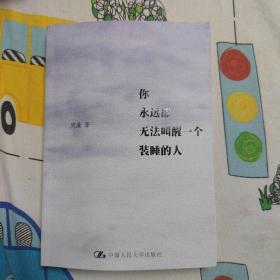 你
永远都
无法叫醒一个
装睡的人
周濂 著
中国人民大学出版社